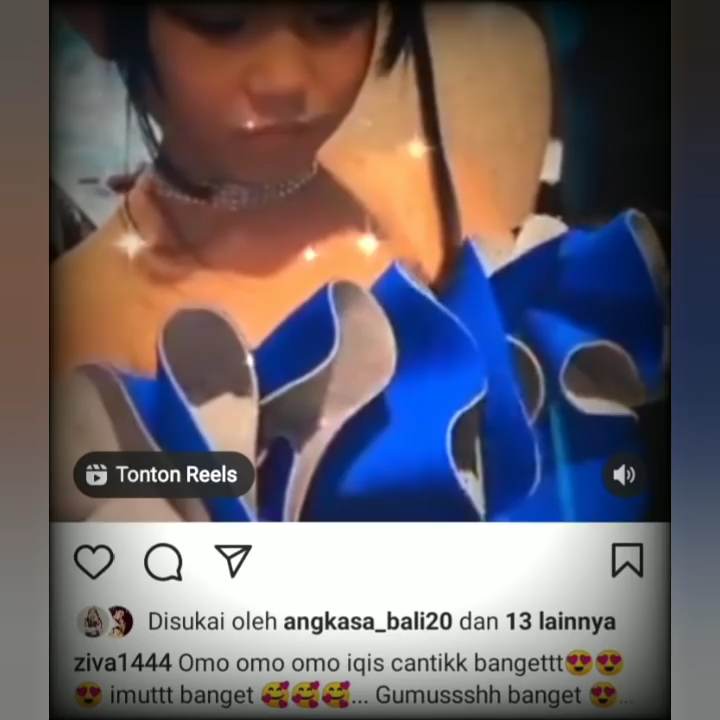 Tonton Reels
Disukai oleh angkasa_bali20 dan 13 lainnya
ziva1444 Omo omo omo iqis cantikk bangettt😍😍
😍 imuttt banget 🥰🥰🥰... Gumussshh banget 😍...